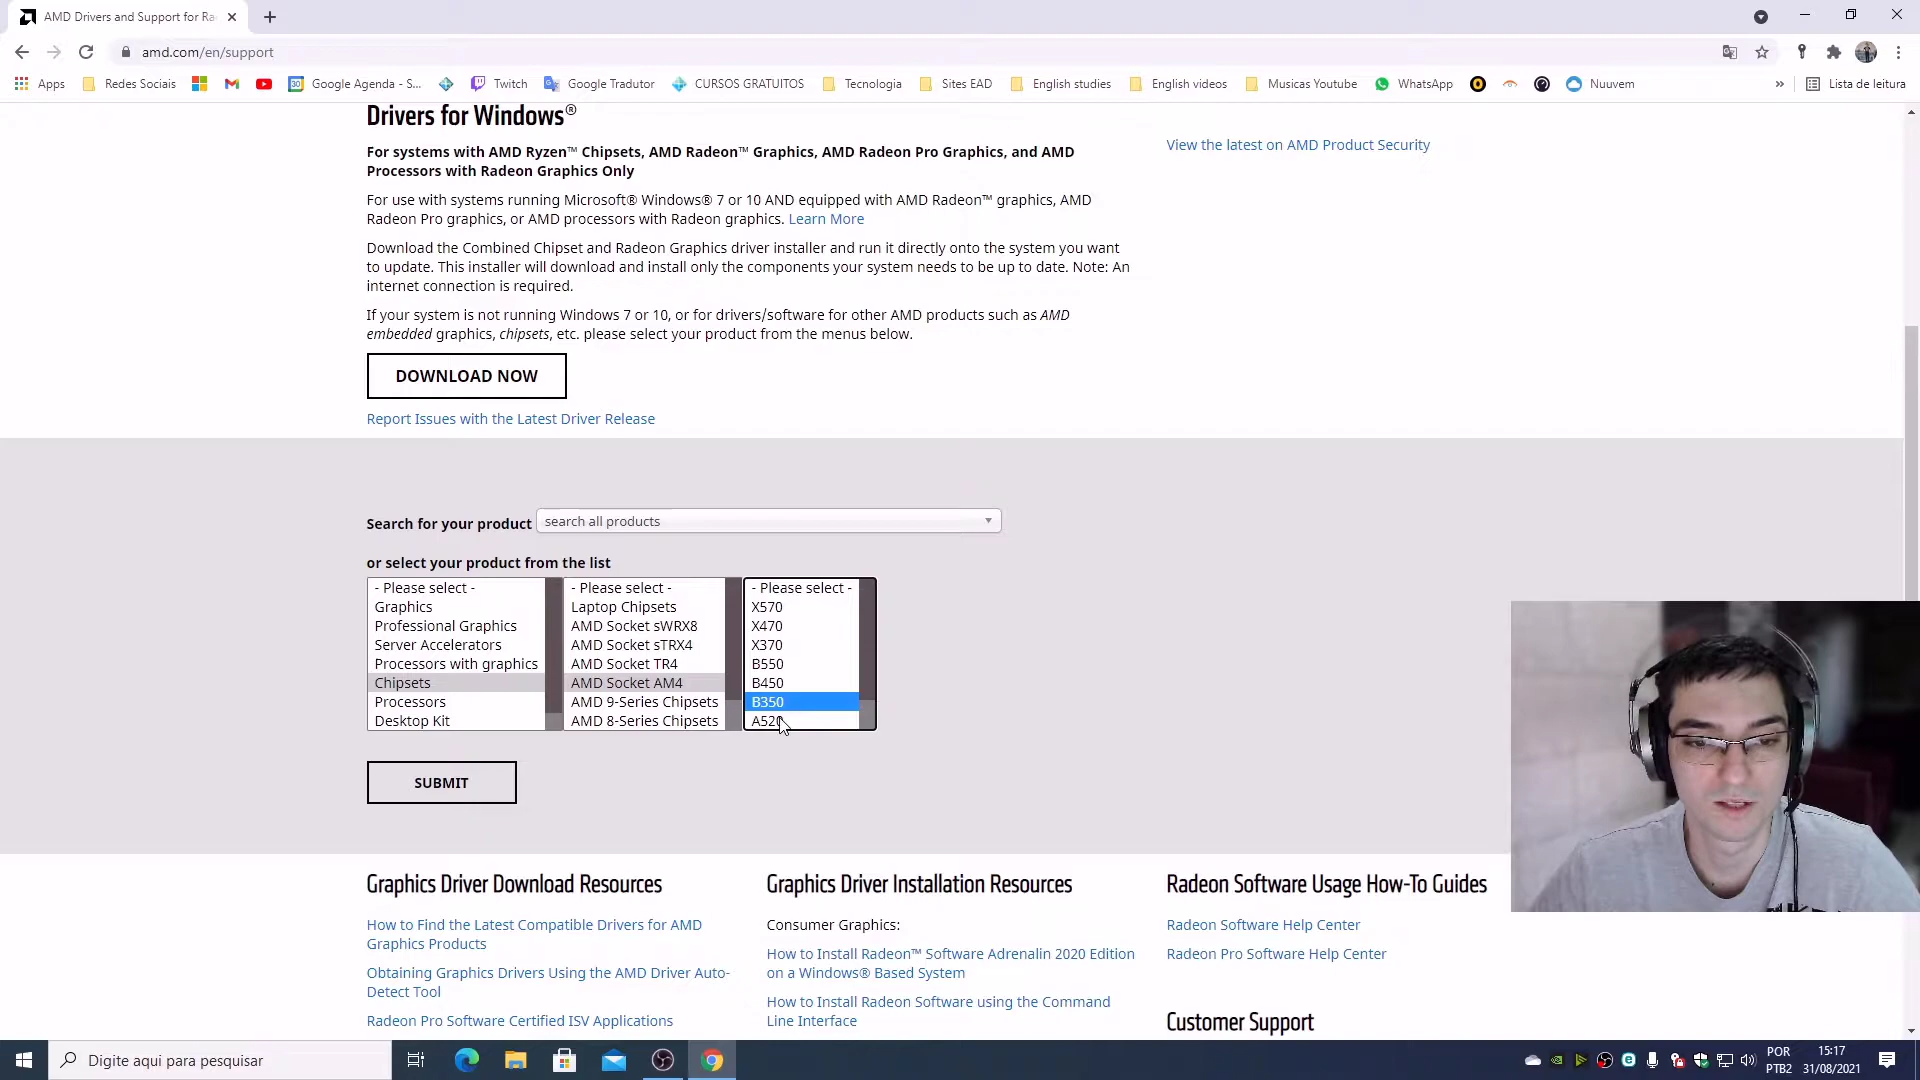 AMD Drivers and Support for Ra
amd.com/en/support
Apps
Redes Sociais
Google Agenda - S...
Twitch
Google Tradutor
CURSOS GRATUITOS
Tecnologia
Sites EAD
English studies
English videos
Musicas Youtube
WhatsApp
Nuuvem
»
Lista de leitura
Drivers for Windows®
For systems with AMD Ryzen™ Chipsets, AMD Radeon™ Graphics, AMD Radeon Pro Graphics, and AMD
Processors with Radeon Graphics Only
For use with systems running Microsoft® Windows® 7 or 10 AND equipped with AMD Radeon™ graphics, AMD
Radeon Pro graphics, or AMD processors with Radeon graphics. Learn More
Download the Combined Chipset and Radeon Graphics driver installer and run it directly onto the system you want
to update. This installer will download and install only the components your system needs to be up to date. Note: An
internet connection is required.
If your system is not running Windows 7 or 10, or for drivers/software for other AMD products such as AMD
embedded graphics, chipsets, etc. please select your product from the menus below.
DOWNLOAD NOW
Report Issues with the Latest Driver Release
View the latest on AMD Product Security
Search for your product
search all products
or select your product from the list
- Please select -
Graphics
Professional Graphics
Server Accelerators
Processors with graphics
Chipsets
Processors
Desktop Kit
- Please select -
Laptop Chipsets
AMD Socket sWRX8
AMD Socket sTRX4
AMD Socket TR4
AMD Socket AM4
AMD 9-Series Chipsets
AMD 8-Series Chipsets
- Please select -
X570
X470
X370
B550
B450
B350
A520
SUBMIT
Graphics Driver Download Resources
How to Find the Latest Compatible Drivers for AMD
Graphics Products
Obtaining Graphics Drivers Using the AMD Driver Auto-
Detect Tool
Radeon Pro Software Certified ISV Applications
Graphics Driver Installation Resources
Consumer Graphics:
How to Install Radeon™ Software Adrenalin 2020 Edition
on a Windows® Based System
How to Install Radeon Software using the Command
Line Interface
Radeon Software Usage How-To Guides
Radeon Software Help Center
Radeon Pro Software Help Center
Customer Support
Digite aqui para pesquisar
POR
PTB2
15:17
31/08/2021